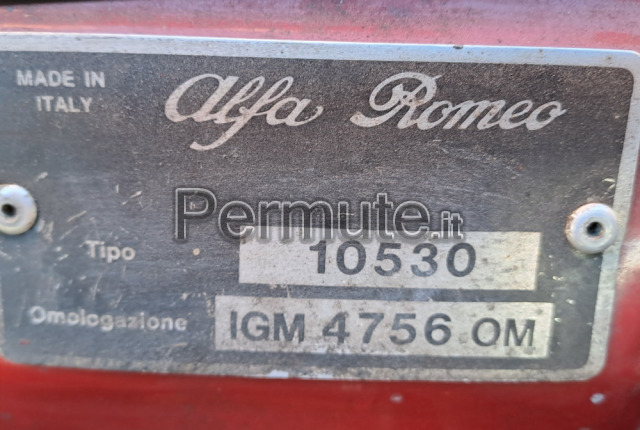 MADE IN
ITALY
Alfa Romeo
Permute.it
Tipo 10530
Omologazione IGM 4756 OM